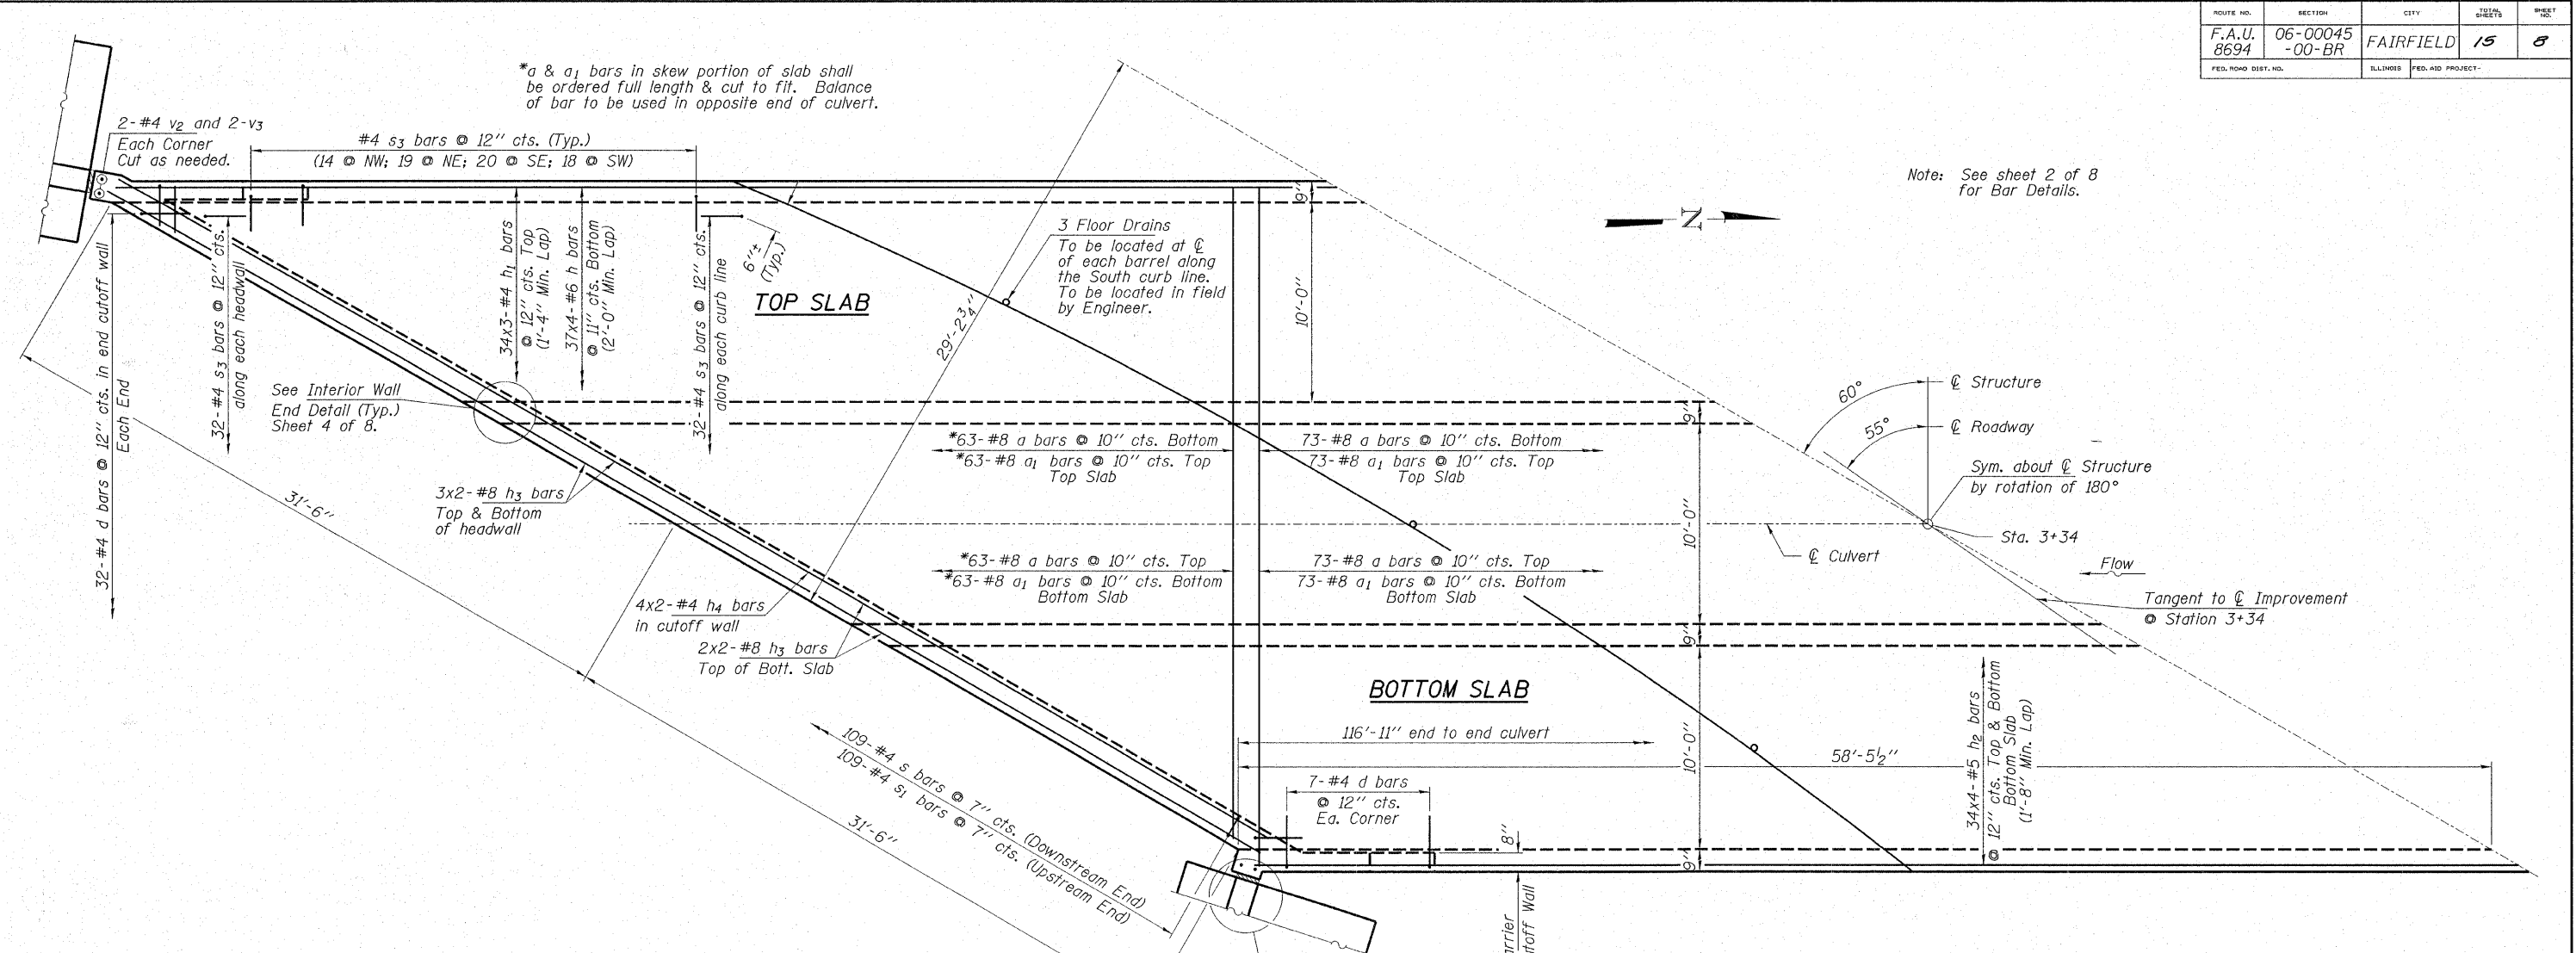 ROUTE NO. SECTION CITY TOTAL SHEETS SHEET NO.
F.A.U. 8694 06-00045 -00-BR FAIRFIELD 15 8
FED. ROAD DIST. NO. ILLINOIS FED. AID PROJECT-
*a & a1 bars in skew portion of slab shall
be ordered full length & cut to fit. Balance
of bar to be used in opposite end of culvert.
2-#4 v2 and 2-v3
Each Corner
Cut as needed.
#4 s3 bars @ 12" cts. (Typ.)
(14 @ NW; 19 @ NE; 20 @ SE; 18 @ SW)
Note: See sheet 2 of 8
for Bar Details.
N
32-#4 d bars @ 12" cts. in end cutoff wall
Each End
32-#4 s3 bars @ 12" cts.
along each headwall
34x3-#4 h1 bars
@ 12" cts. Top
(1'-4" Min. Lap)
37x4-#6 h bars
@ 11" cts. Bottom
(2'-0" Min. Lap)
32-#4 s3 bars @ 12" cts.
along each curb line
6"±
(Typ.)
TOP SLAB
3 Floor Drains
To be located at ℄
of each barrel along
the South curb line.
To be located in field
by Engineer.
29'-2 3/4"
9"
10'-0"
See Interior Wall
End Detail (Typ.)
Sheet 4 of 8.
*63-#8 a bars @ 10" cts. Bottom
*63-#8 a1 bars @ 10" cts. Top
Top Slab
73-#8 a bars @ 10" cts. Bottom
73-#8 a1 bars @ 10" cts. Top
Top Slab
9"
60°
55°
℄ Structure
℄ Roadway
Sym. about ℄ Structure
by rotation of 180°
Sta. 3+34
31'-6"
3x2-#8 h3 bars
Top & Bottom
of headwall
10'-0"
℄ Culvert
Flow
*63-#8 a bars @ 10" cts. Top
*63-#8 a1 bars @ 10" cts. Bottom
Bottom Slab
73-#8 a bars @ 10" cts. Top
73-#8 a1 bars @ 10" cts. Bottom
Bottom Slab
Tangent to ℄ Improvement
@ Station 3+34
4x2-#4 h4 bars
in cutoff wall
2x2-#8 h3 bars
Top of Bott. Slab
9"
BOTTOM SLAB
116'-11" end to end culvert
10'-0"
58'-5 1/2"
34x4-#5 h2 bars
@ 12" cts. Top & Bottom
Bottom Slab
(1'-8" Min. Lap)
109-#4 s bars @ 7" cts. (Downstream End)
109-#4 s1 bars @ 7" cts. (Upstream End)
31'-6"
7-#4 d bars
@ 12" cts.
Ea. Corner
8"
9"